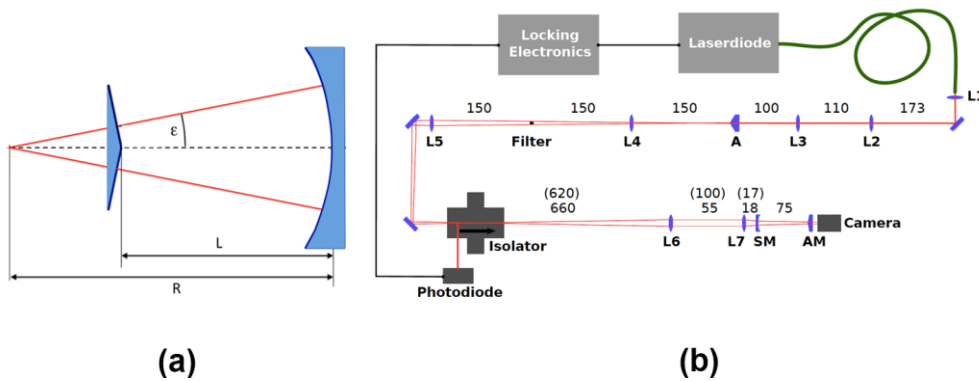 (a)
(b)
ε
L
R
Locking
Electronics
Laserdiode
L1
150 150 150 100 110 173
L5 Filter L4 A L3 L2
(620) (100) (17)
660 55 18 75
Isolator L6 L7 SM AM Camera
Photodiode
(a) (b)